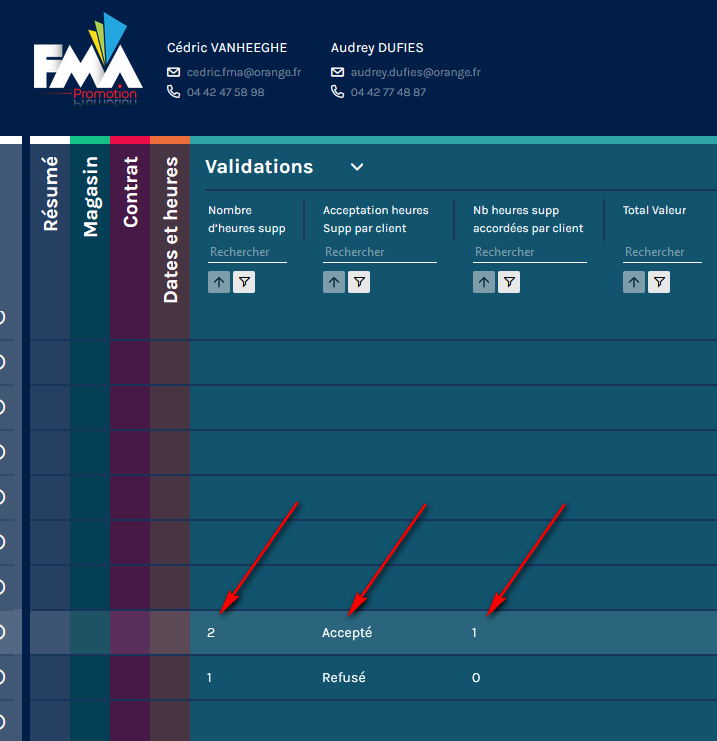 FMA
Promotion
Cédric VANHEEGHE
cedric.fma@orange.fr
04 42 47 58 98
Audrey DUFIES
audrey.dufies@orange.fr
04 42 77 48 87
Résumé
Magasin
Contrat
Dates et heures
Validations
Nombre
d'heures supp
Rechercher
Acceptation heures
Supp par client
Rechercher
Nb heures supp
accordées par client
Rechercher
Total Valeur
Rechercher
2 Accepté 1
1 Refusé 0